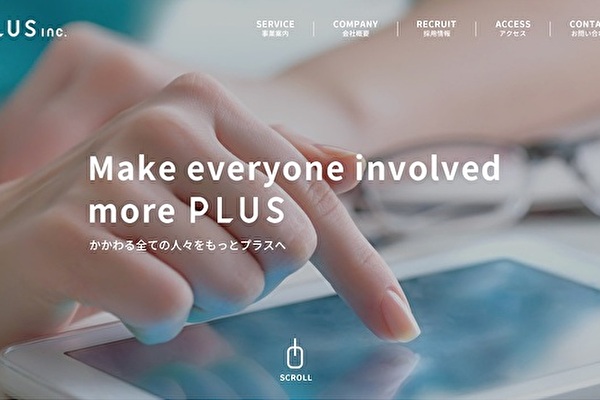 PLUS inc.
SERVICE
事業案内
COMPANY
会社概要
RECRUIT
採用情報
ACCESS
アクセス
CONTA
お問い合わ
Make everyone involved
more PLUS
かかわる全ての人々をもっとプラスへ
SCROLL